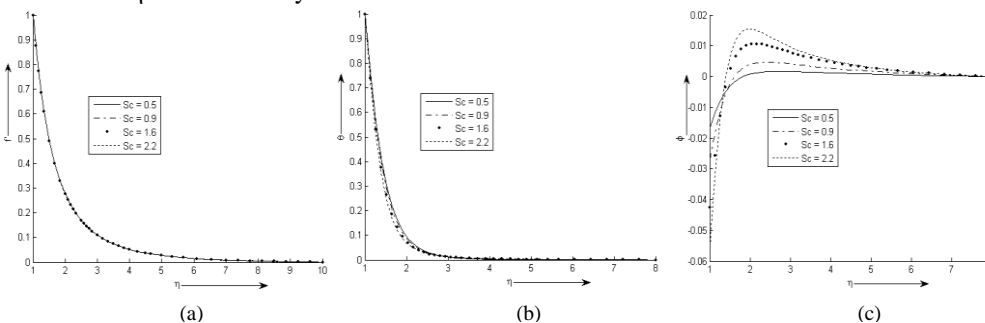 1
0.9
0.8
0.7
0.6
0.5
0.4
0.3
0.2
0.1
0
f'
Sc = 0.5
Sc = 0.9
Sc = 1.6
Sc = 2.2
1 2 3 4 5 6 7 8 9 10
η
(a)
1
0.9
0.8
0.7
0.6
0.5
0.4
0.3
0.2
0.1
0
θ
Sc = 0.5
Sc = 0.9
Sc = 1.6
Sc = 2.2
1 2 3 4 5 6 7 8
η
(b)
0.02
0.01
0
-0.01
-0.02
-0.03
-0.04
-0.05
-0.06
ϕ
Sc = 0.5
Sc = 0.9
Sc = 1.6
Sc = 2.2
1 2 3 4 5 6 7
η
(c)